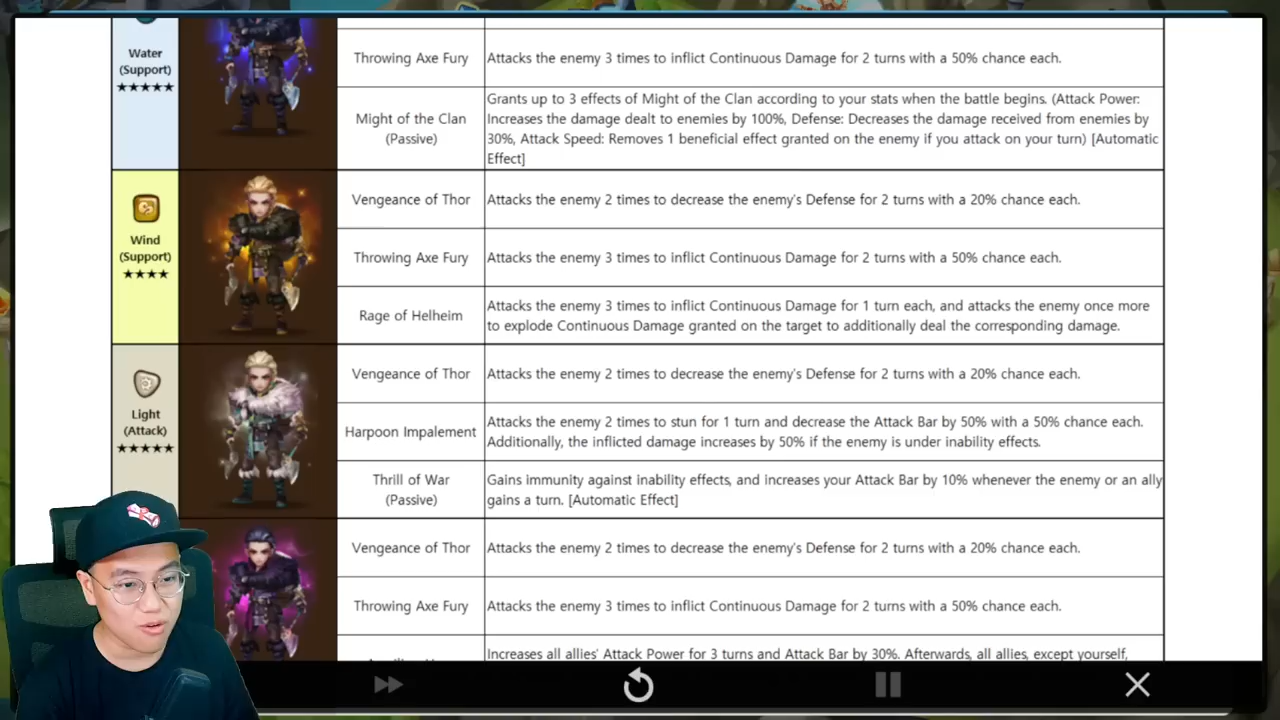 Water
(Support)
★★★★★
Throwing Axe Fury
Attacks the enemy 3 times to inflict Continuous Damage for 2 turns with a 50% chance each.
Might of the Clan
(Passive)
Grants up to 3 effects of Might of the Clan according to your stats when the battle begins. (Attack Power:
Increases the damage dealt to enemies by 100%, Defense: Decreases the damage received from enemies by
30%, Attack Speed: Removes 1 beneficial effect granted on the enemy if you attack on your turn) [Automatic
Effect]
Wind
(Support)
★★★★
Vengeance of Thor
Attacks the enemy 2 times to decrease the enemy's Defense for 2 turns with a 20% chance each.
Throwing Axe Fury
Attacks the enemy 3 times to inflict Continuous Damage for 2 turns with a 50% chance each.
Rage of Helheim
Attacks the enemy 3 times to inflict Continuous Damage for 1 turn each, and attacks the enemy once more
to explode Continuous Damage granted on the target to additionally deal the corresponding damage.
Light
(Attack)
★★★★★
Vengeance of Thor
Attacks the enemy 2 times to decrease the enemy's Defense for 2 turns with a 20% chance each.
Harpoon Impalement
Attacks the enemy 2 times to stun for 1 turn and decrease the Attack Bar by 50% with a 50% chance each.
Additionally, the inflicted damage increases by 50% if the enemy is under inability effects.
Thrill of War
(Passive)
Gains immunity against inability effects, and increases your Attack Bar by 10% whenever the enemy or an ally
gains a turn. [Automatic Effect]
Vengeance of Thor
Attacks the enemy 2 times to decrease the enemy's Defense for 2 turns with a 20% chance each.
Throwing Axe Fury
Attacks the enemy 3 times to inflict Continuous Damage for 2 turns with a 50% chance each.
Increases all allies' Attack Power for 3 turns and Attack Bar by 30%. Afterwards, all allies, except yourself,